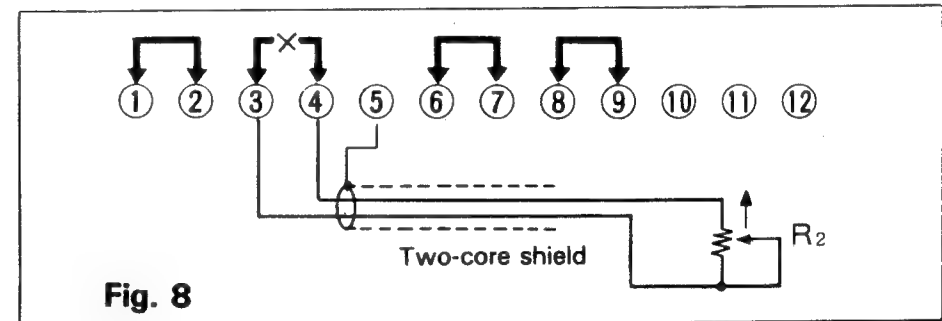 ① ② ③ ④ ⑤ ⑥ ⑦ ⑧ ⑨ ⑩ ⑪ ⑫
R₂
Two-core shield
Fig. 8